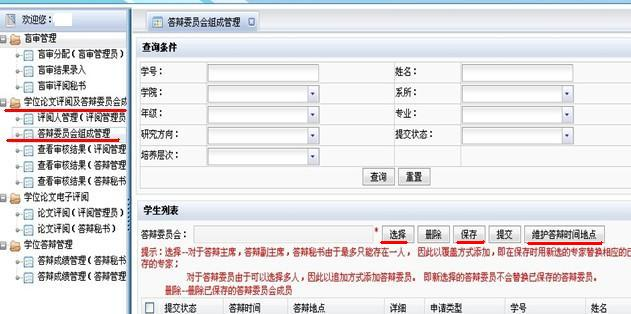 欢迎您：
答辩委员会组成管理
盲审管理
盲审分配(盲审管理员)
盲审结果录入
盲审评阅秘书
学位论文评阅及答辩委员会成
评阅人管理(评阅管理员
答辩委员会组成管理
查看审核结果(评阅管理
查看审核结果(答辩管理
查看审核结果(答辩秘书
学位论文电子评阅
论文评阅(评阅管理员)
论文评阅(答辩秘书)
学位答辩管理
答辩成绩管理(答辩秘书
答辩成绩管理(答辩管理
查询条件
学号： 姓名：
学院： 系所：
年级： 专业：
研究方向： 提交状态：
培养层次：
查询 重置
学生列表
答辩委员会： * 选择 删除 保存 提交 维护答辩时间地点
提示：选择--对于答辩主席，答辩副主席，答辩秘书由于最多只能存在一人， 因此以覆盖方式添加，即在保存时用新选的专家替换相应的已
存的专家；
对于答辩委员由于可以选择多人，因此以追加方式添加答辩委员。 即新选择的答辩委员不会替换已保存的答辩委员。
删除--删除已保存的答辩委员会成员
提交状态 答辩时间 答辩地点 详细 申请类型 学号 姓名